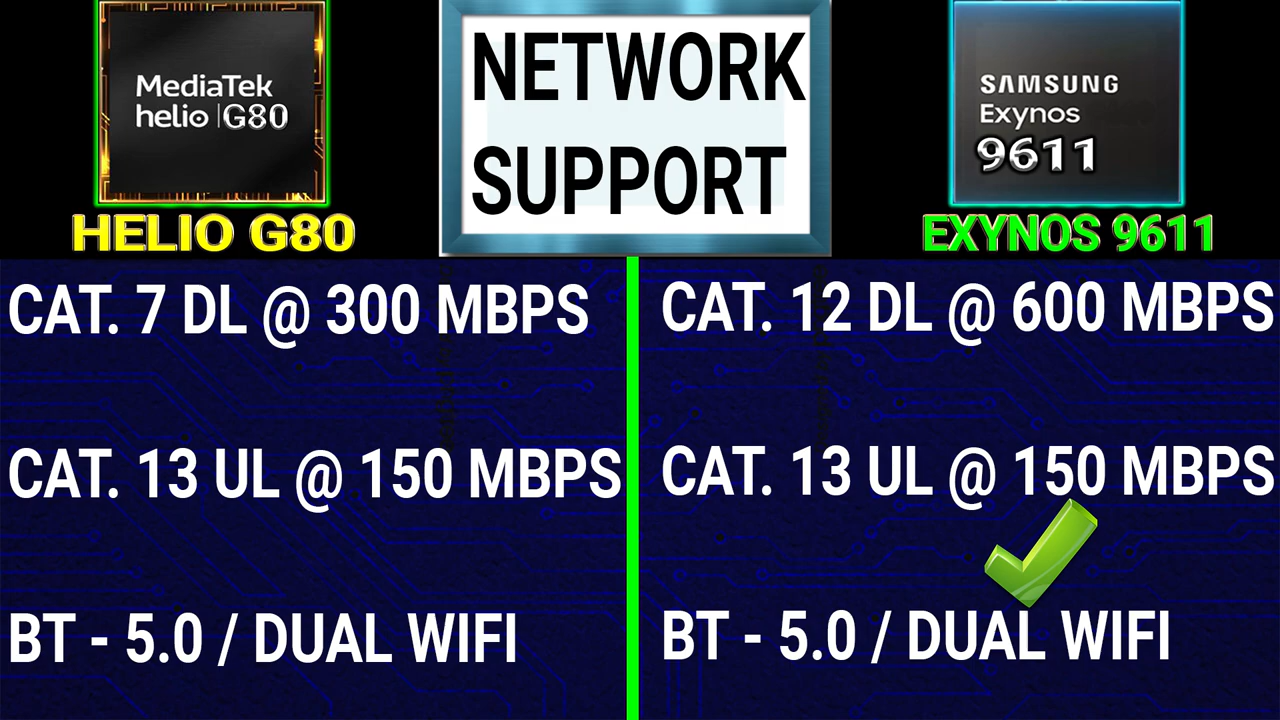 MediaTek
helio | G80
HELIO G80
NETWORK
SUPPORT
SAMSUNG
Exynos
9611
EXYNOS 9611
CAT. 7 DL @ 300 MBPS
CAT. 13 UL @ 150 MBPS
BT - 5.0 / DUAL WIFI
CAT. 12 DL @ 600 MBPS
CAT. 13 UL @ 150 MBPS
BT - 5.0 / DUAL WIFI